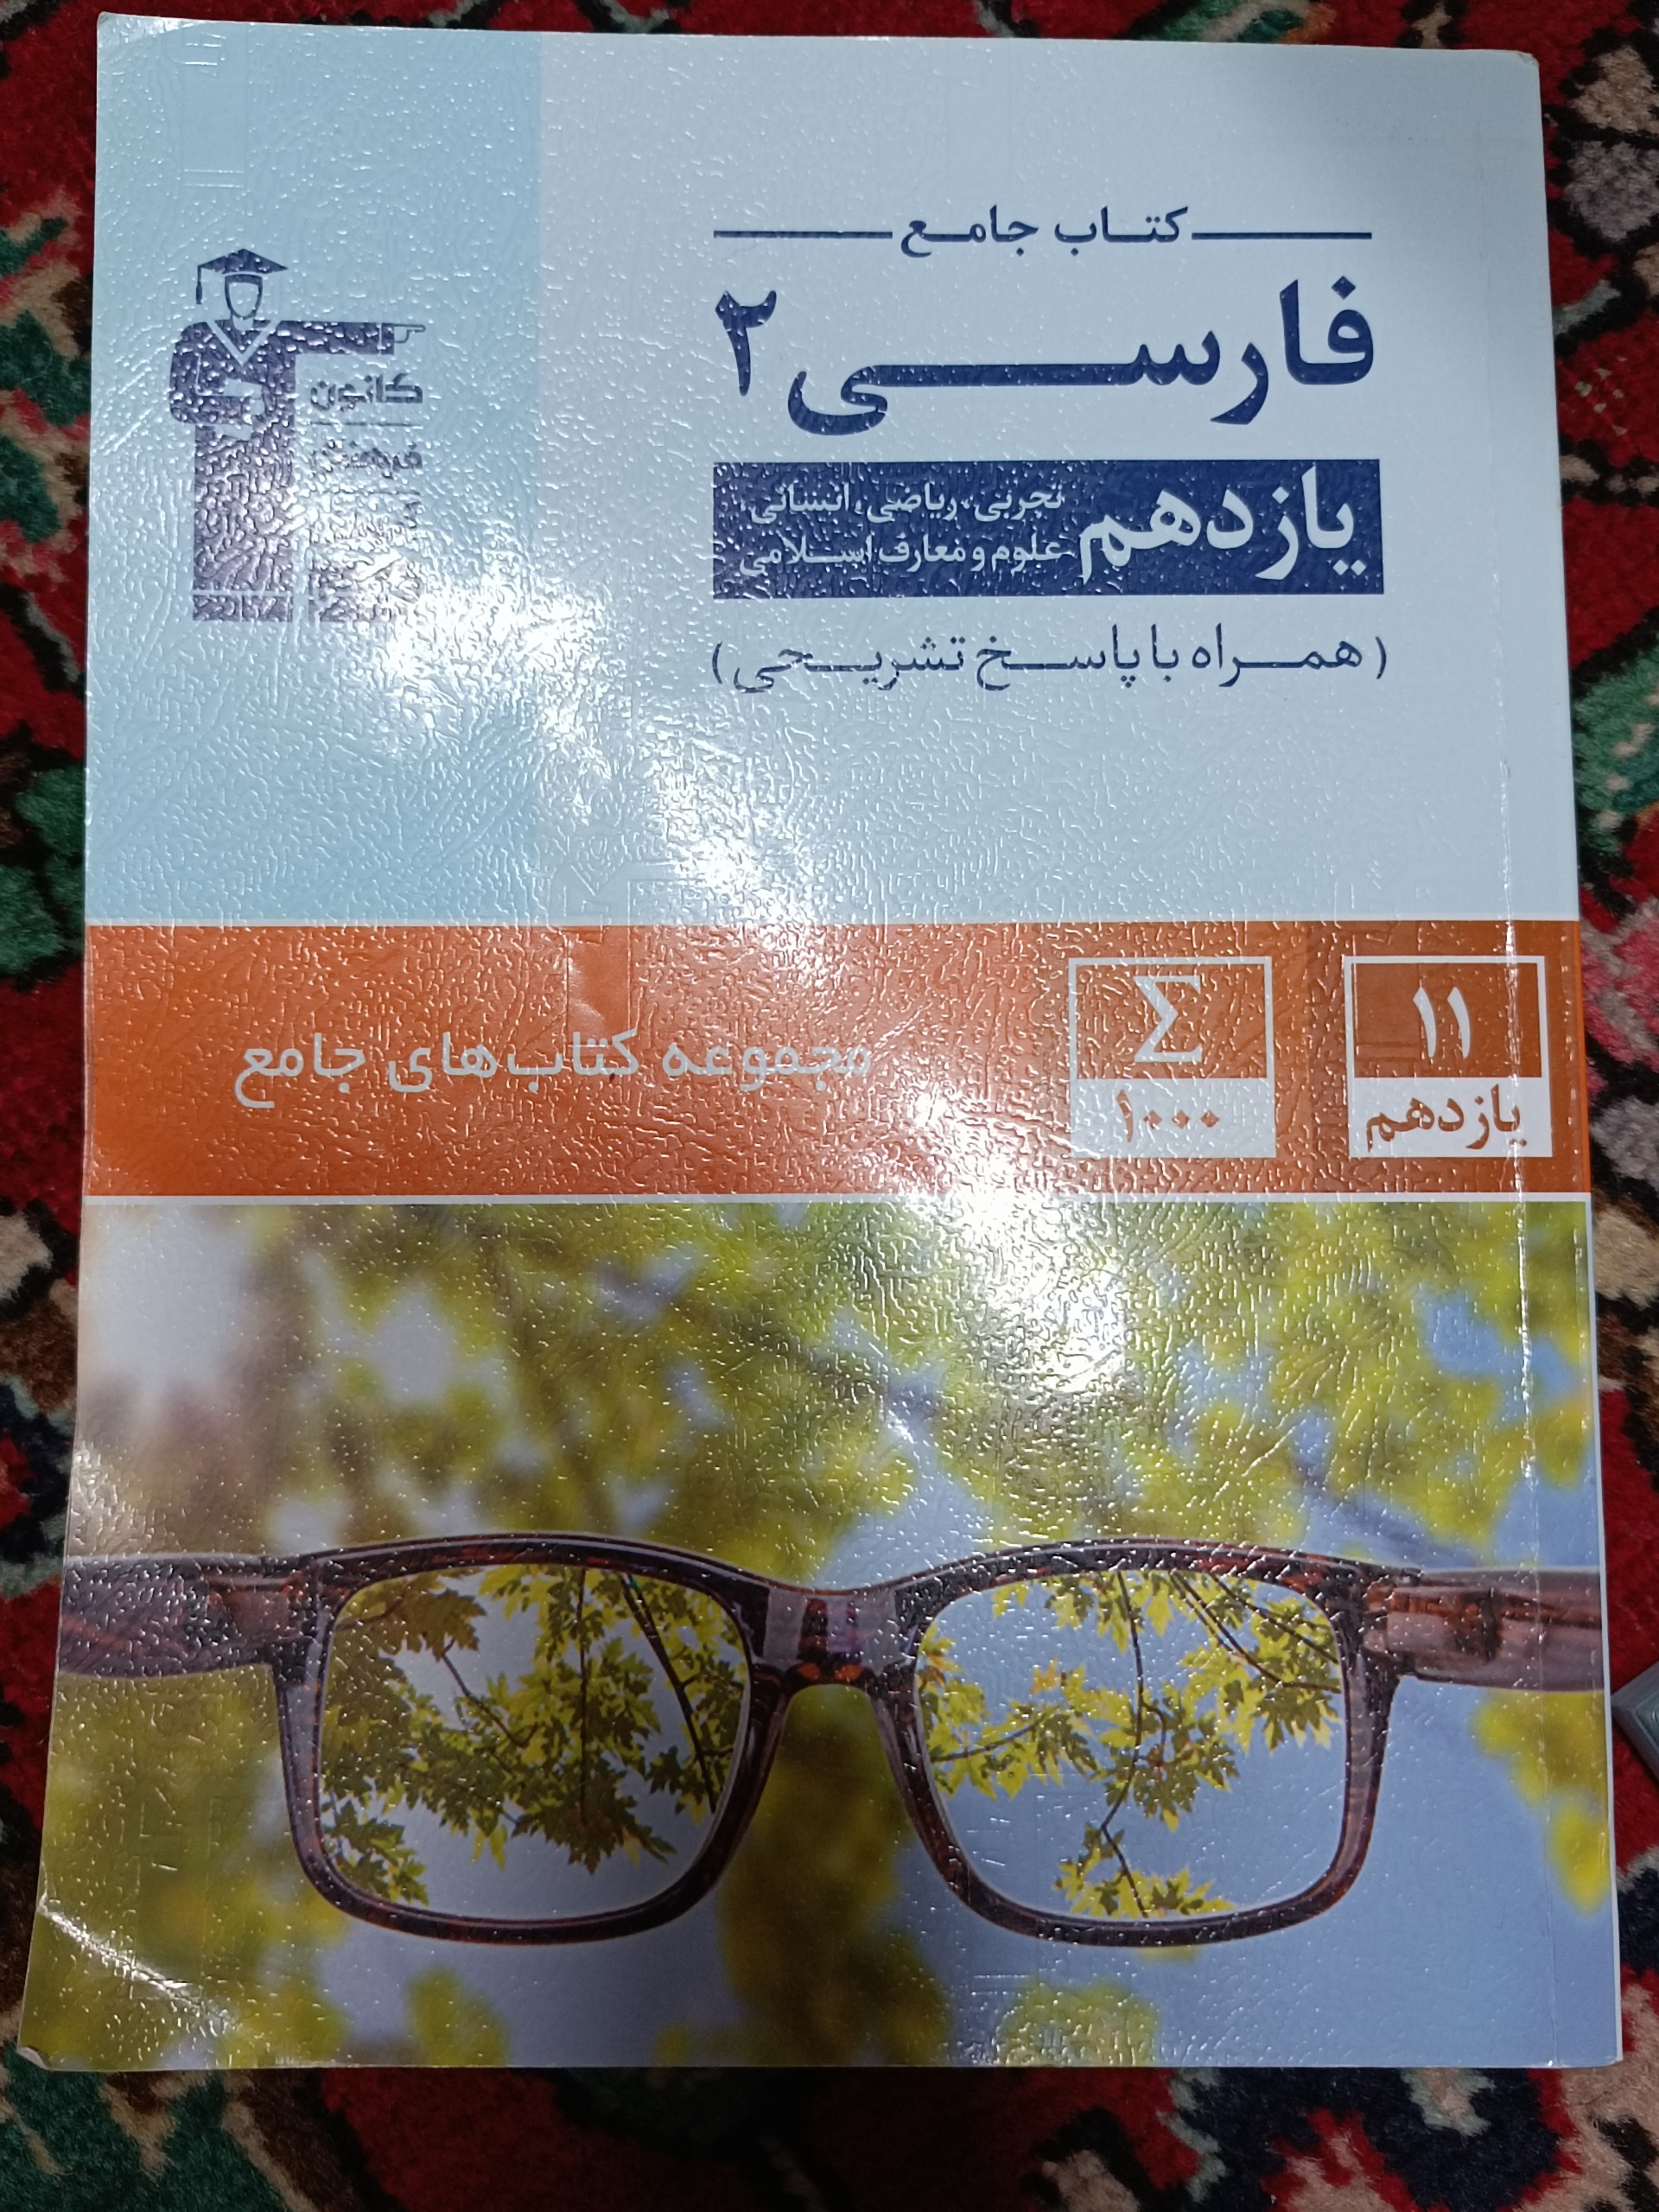 کتاب جامع
فارسی ۲
یازدهم
تجربی، ریاضی، انسانی،
علوم و معارف اسلامی
(همراه با پاسخ تشریحی)
کانون
فرهنگی
۱۱
یازدهم
Σ
۱۰۰۰
مجموعه کتاب‌های جامع